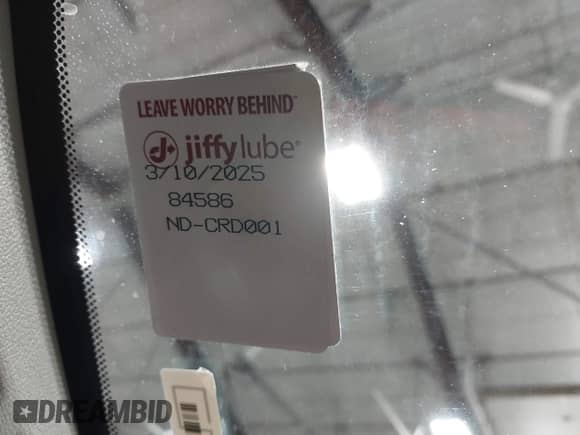 LEAVE WORRY BEHIND
jiffy lube
3/10/2025
84586
ND-CRD001
DREAMBID